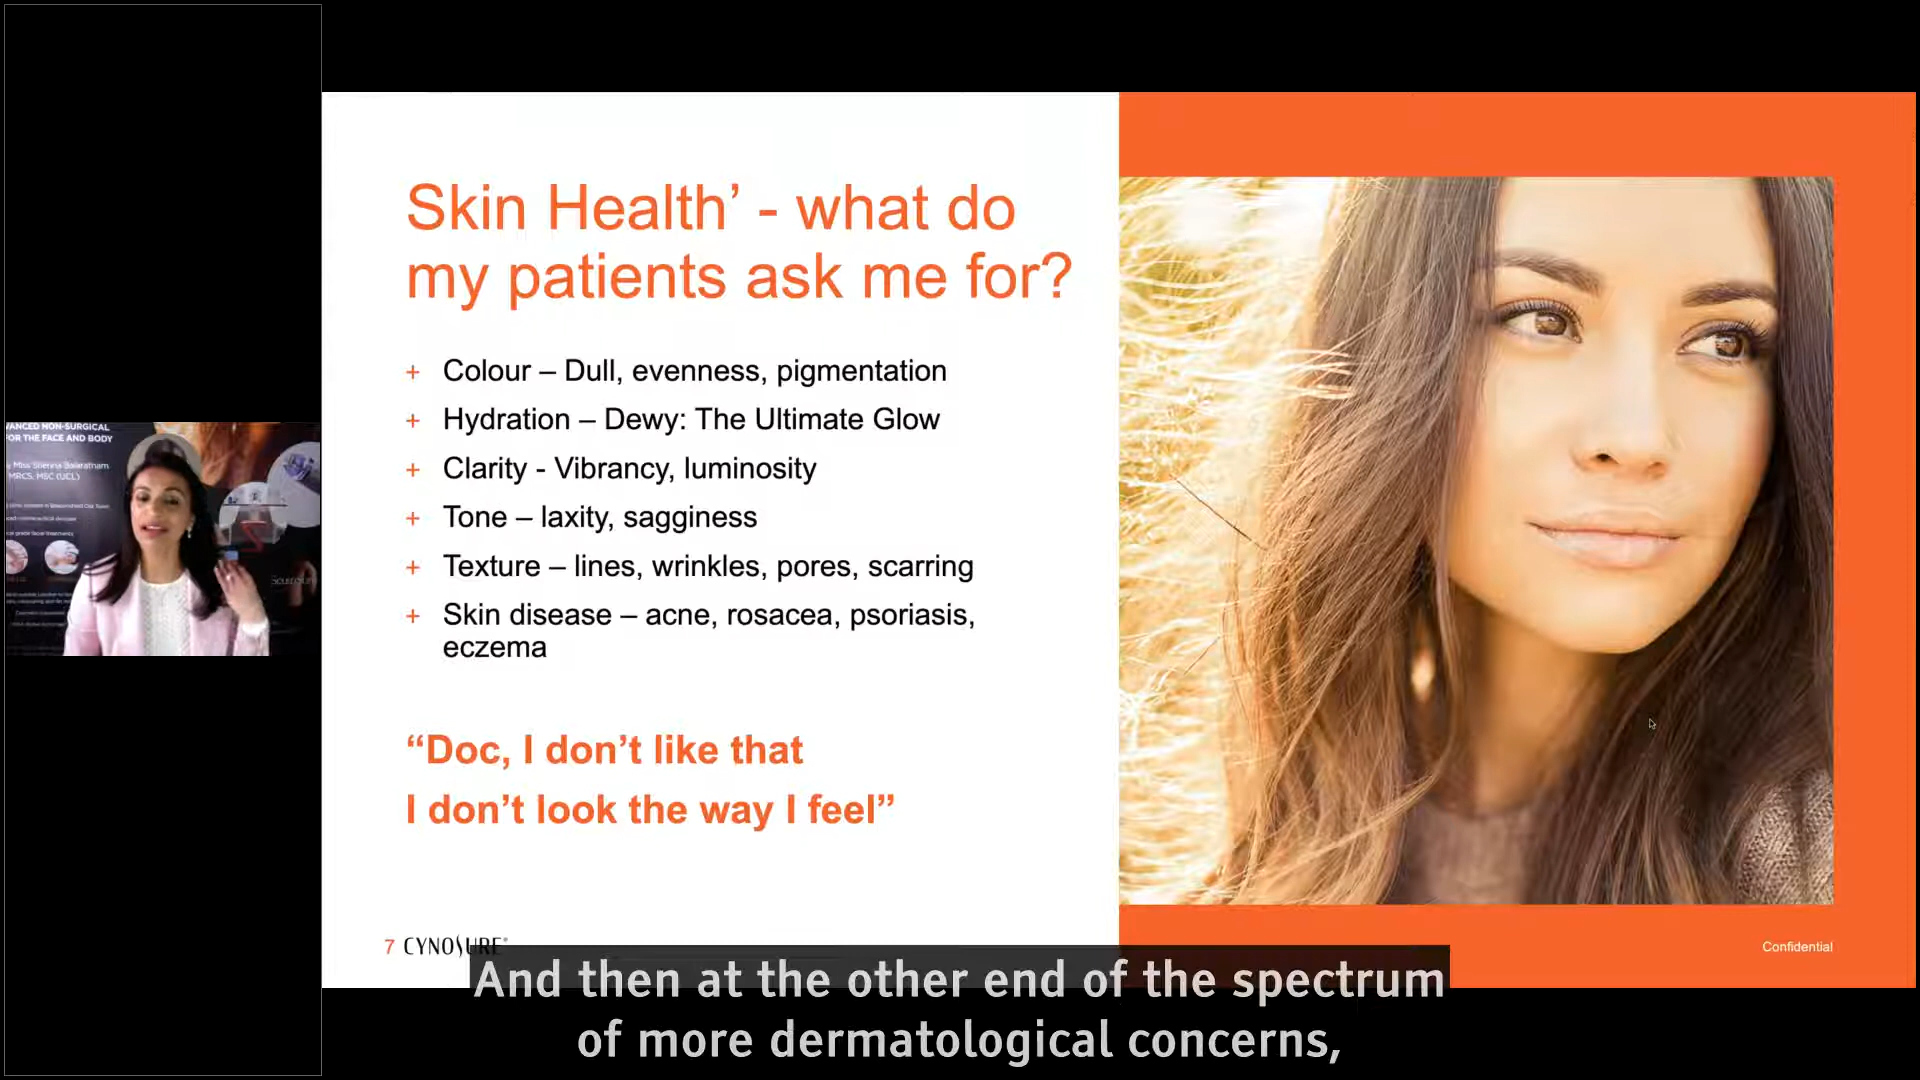 VANCED NON-SURGICAL
FOR THE FACE AND BODY
MRCS, MSC (UCL)
Skin Health’ - what do
my patients ask me for?
+ Colour – Dull, evenness, pigmentation
+ Hydration – Dewy: The Ultimate Glow
+ Clarity - Vibrancy, luminosity
+ Tone – laxity, sagginess
+ Texture – lines, wrinkles, pores, scarring
+ Skin disease – acne, rosacea, psoriasis,
eczema
“Doc, I don’t like that
I don’t look the way I feel”
7 CYNOSURE®
Confidential
And then at the other end of the spectrum
of more dermatological concerns,